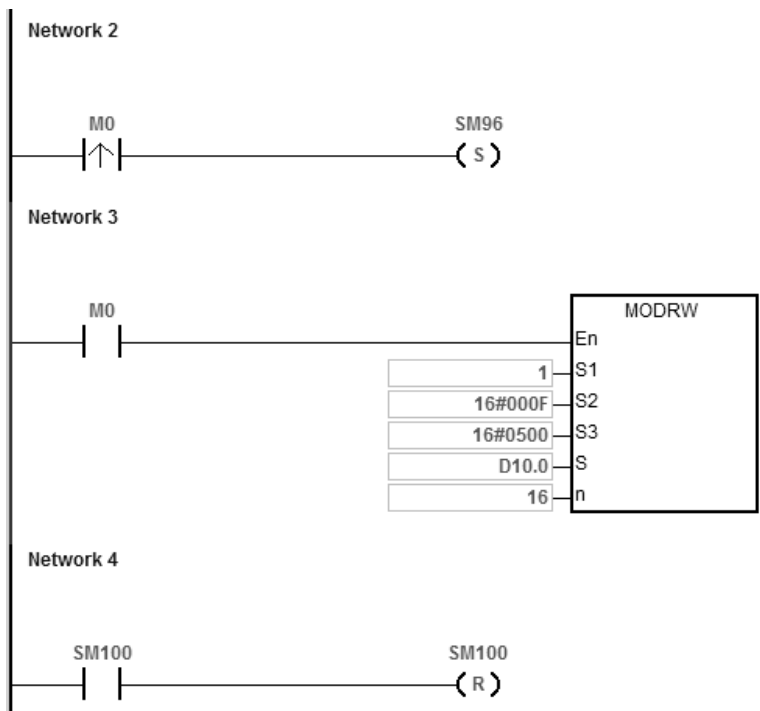 Network 2
M0 SM96
S
Network 3
M0
MODRW
En
1 S1
16#000F S2
16#0500 S3
D10.0 S
16 n
Network 4
SM100 SM100
R